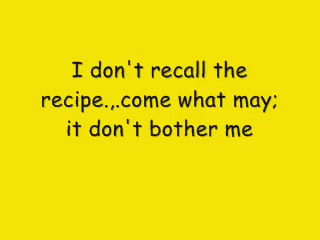 I don't recall the
recipe.,.come what may;
it don't bother me